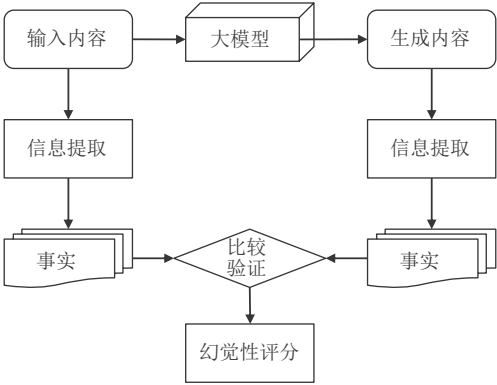 输入内容
大模型
生成内容
信息提取
信息提取
事实
比较
验证
事实
幻觉性评分